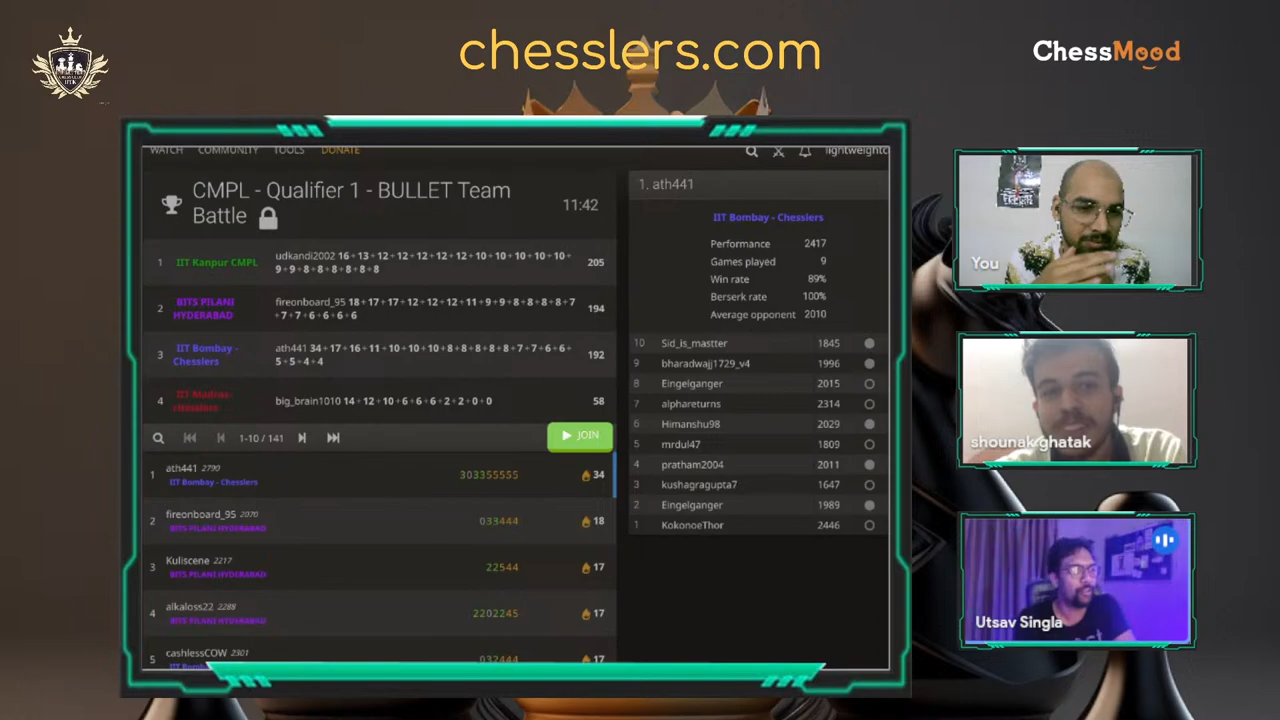 chesslers.com
ChessMood
WATCH COMMUNITY TOOLS DONATE
CMPL - Qualifier 1 - BULLET Team
Battle
11:42
1 IIT Kanpur CMPL udkandi2002 16+13+12+12+12+12+12+10+10+10+10+10+
9+9+8+8+8+8+8+8 205
2 BITS PILANI
HYDERABAD fireonboard_95 18+17+17+12+12+12+11+9+9+8+8+8+8+7
+7+7+6+6+6+6 194
3 IIT Bombay -
Chesslers ath441 34+17+16+11+10+10+10+8+8+8+8+7+7+6+6+
5+5+4+4 192
4 IIT Madras-
big_brain1010 14+12+10+6+6+6+2+2+0+0 58
1-10 / 141
JOIN
1 ath441 2790 303355555 34
IIT Bombay - Chesslers
2 fireonboard_95 2070 033444 18
BITS PILANI HYDERABAD
3 Kuliscene 2217 22544 17
BITS PILANI HYDERABAD
4 alkaloss22 2288 2202245 17
BITS PILANI HYDERABAD
5 cashlessCOW 2301 032444 17
1. ath441
IIT Bombay - Chesslers
Performance 2417
Games played 9
Win rate 89%
Berserk rate 100%
Average opponent 2010
10 Sid_is_mastter 1845
9 bharadwajj1729_v4 1996
8 Eingelganger 2015
7 alphareturns 2314
6 Himanshu98 2029
5 mrdul47 1809
4 pratham2004 2011
3 kushagragupta7 1647
2 Eingelganger 1989
1 KokonoeThor 2446
You
shounak ghatak
Utsav Singla